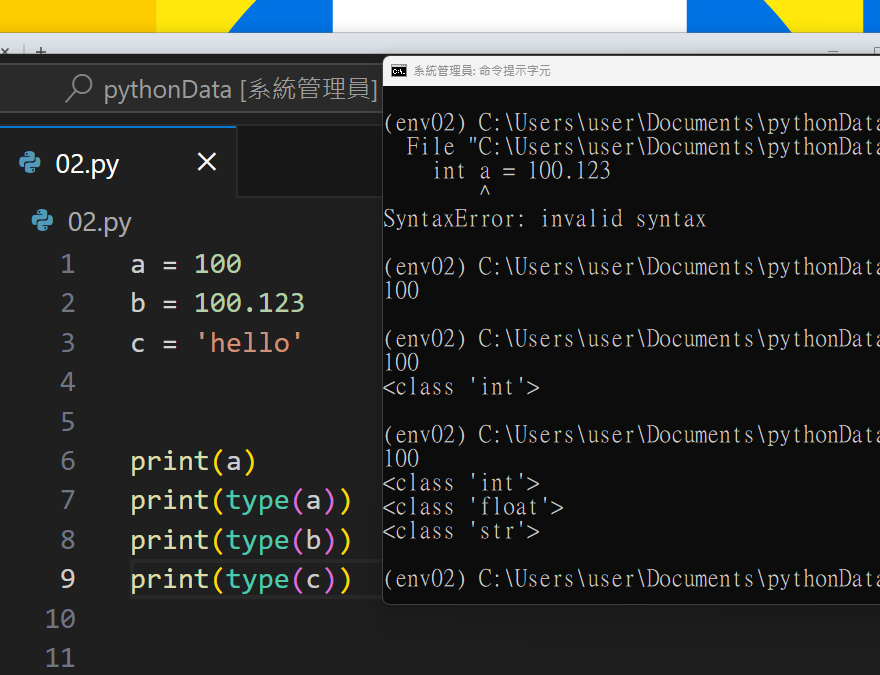 pythonData [系統管理員]
02.py
02.py
1 a = 100
2 b = 100.123
3 c = 'hello'
4
5
6 print(a)
7 print(type(a))
8 print(type(b))
9 print(type(c))
10
11
系統管理員: 命令提示字元
(env02) C:\Users\user\Documents\pythonData
File "C:\Users\user\Documents\pythonData
int a = 100.123
^
SyntaxError: invalid syntax
(env02) C:\Users\user\Documents\pythonData
100
(env02) C:\Users\user\Documents\pythonData
100
<class 'int'>
(env02) C:\Users\user\Documents\pythonData
100
<class 'int'>
<class 'float'>
<class 'str'>
(env02) C:\Users\user\Documents\pythonData